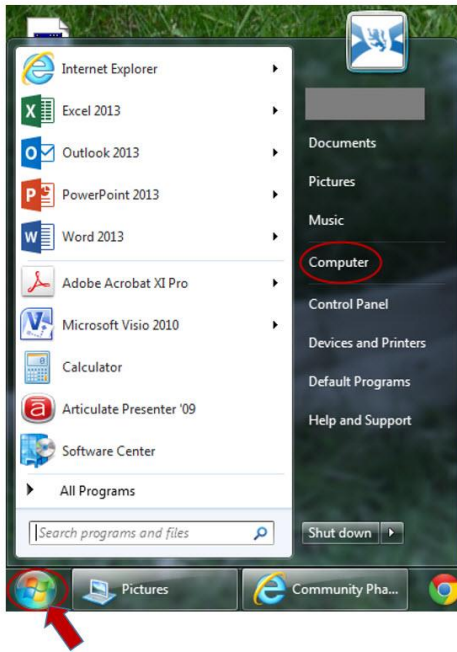 Internet Explorer
Excel 2013
Outlook 2013
PowerPoint 2013
Word 2013
Adobe Acrobat XI Pro
Microsoft Visio 2010
Calculator
Articulate Presenter '09
Software Center
All Programs
Search programs and files
Documents
Pictures
Music
Computer
Control Panel
Devices and Printers
Default Programs
Help and Support
Shut down
Pictures
Community Pha...